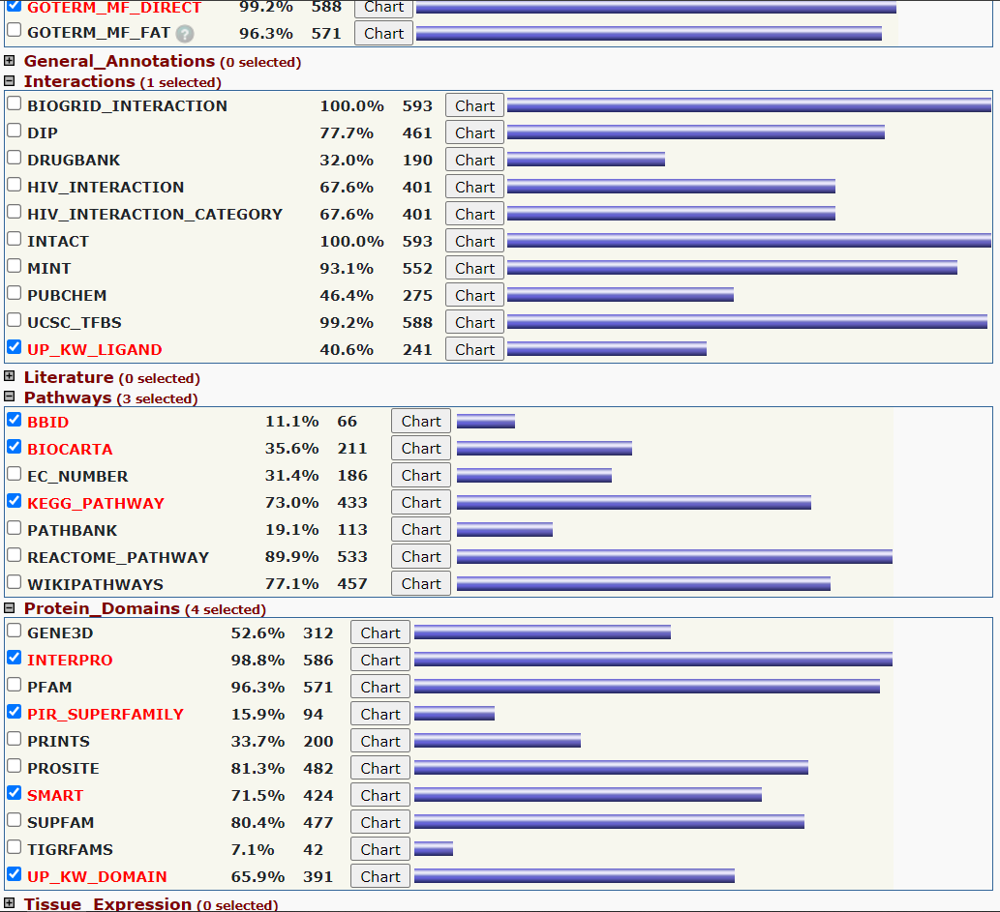 GOTERM_MF_DIRECT 99.2% 588 Chart
GOTERM_MF_FAT ? 96.3% 571 Chart
General_Annotations (0 selected)
Interactions (1 selected)
BIOGRID_INTERACTION 100.0% 593 Chart
DIP 77.7% 461 Chart
DRUGBANK 32.0% 190 Chart
HIV_INTERACTION 67.6% 401 Chart
HIV_INTERACTION_CATEGORY 67.6% 401 Chart
INTACT 100.0% 593 Chart
MINT 93.1% 552 Chart
PUBCHEM 46.4% 275 Chart
UCSC_TFBS 99.2% 588 Chart
UP_KW_LIGAND 40.6% 241 Chart
Literature (0 selected)
Pathways (3 selected)
BBID 11.1% 66 Chart
BIOCARTA 35.6% 211 Chart
EC_NUMBER 31.4% 186 Chart
KEGG_PATHWAY 73.0% 433 Chart
PATHBANK 19.1% 113 Chart
REACTOME_PATHWAY 89.9% 533 Chart
WIKIPATHWAYS 77.1% 457 Chart
Protein_Domains (4 selected)
GENE3D 52.6% 312 Chart
INTERPRO 98.8% 586 Chart
PFAM 96.3% 571 Chart
PIR_SUPERFAMILY 15.9% 94 Chart
PRINTS 33.7% 200 Chart
PROSITE 81.3% 482 Chart
SMART 71.5% 424 Chart
SUPFAM 80.4% 477 Chart
TIGRFAMS 7.1% 42 Chart
UP_KW_DOMAIN 65.9% 391 Chart
Tissue_Expression (0 selected)